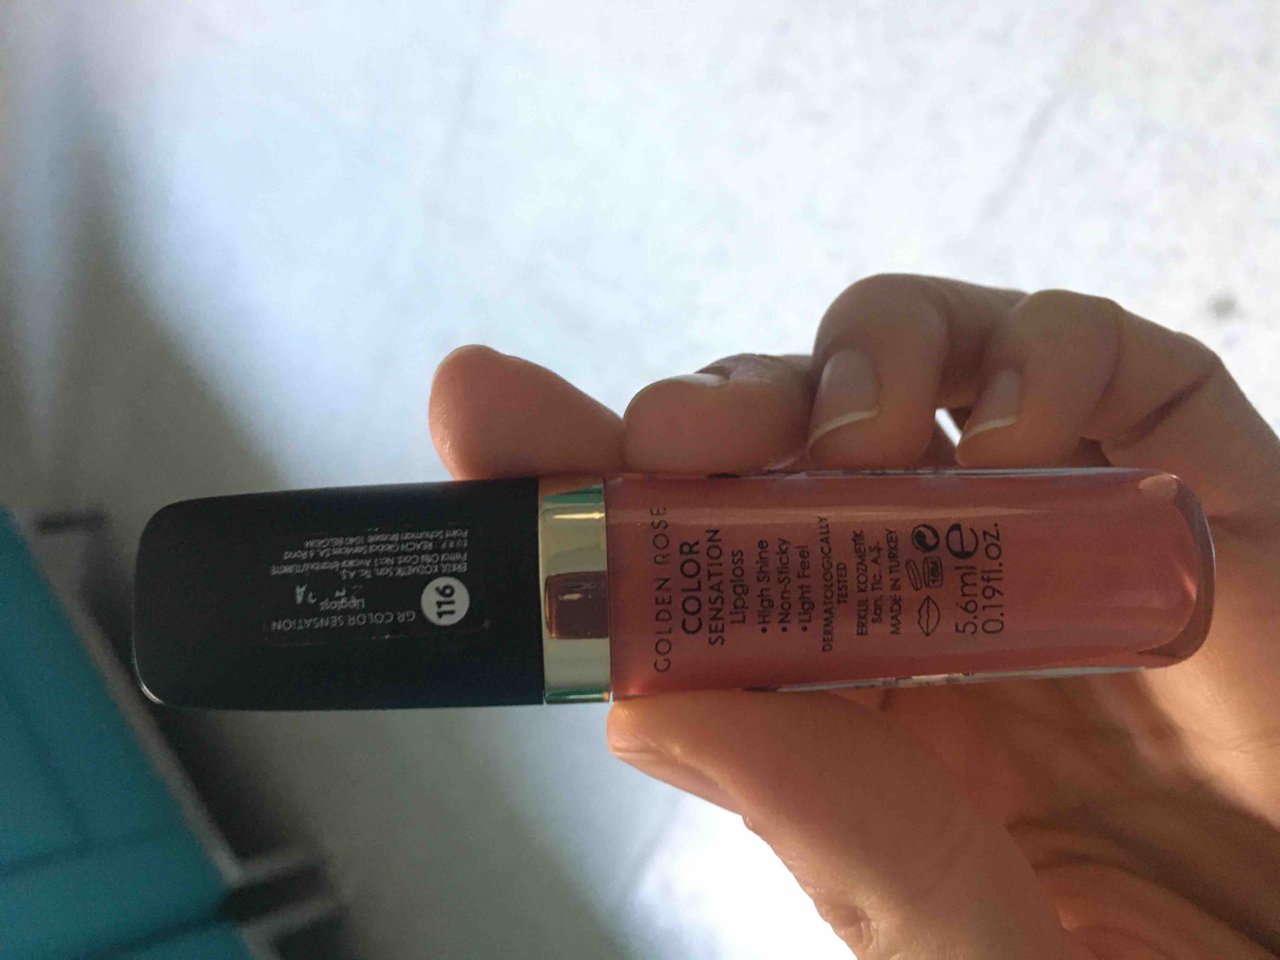 GOLDEN ROSE
COLOR
SENSATION
Lipgloss
•High Shine
•Non-Sticky
•Light Feel
DERMATOLOGICALLY
TESTED
ERKUL KOZMETİK
San. Tic. A.Ş.
MADE IN TURKEY
18M
5.6ml e
0.19fl.oz.
GR COLOR SENSATION
Lipgloss
116
ERKUL KOZMETİK San. Tic. A.Ş.